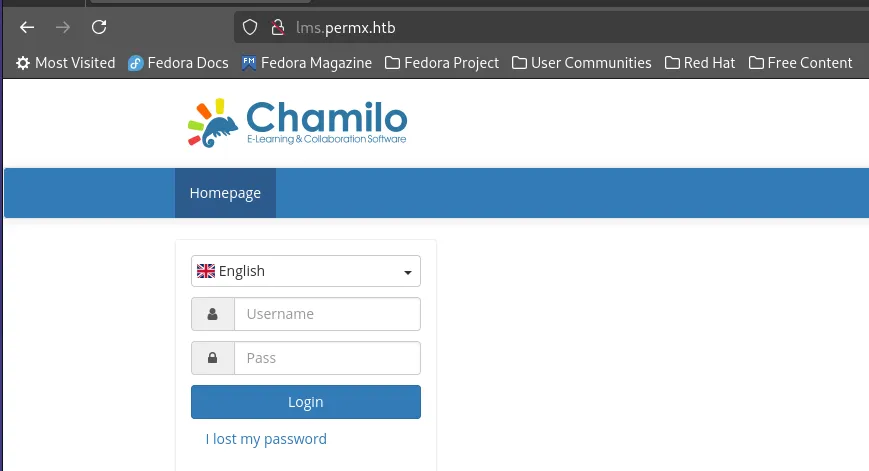 lms.permx.htb
Most Visited Fedora Docs Fedora Magazine Fedora Project User Communities Red Hat Free Content
Chamilo
E-Learning & Collaboration Software
Homepage
English
Username
Pass
Login
I lost my password